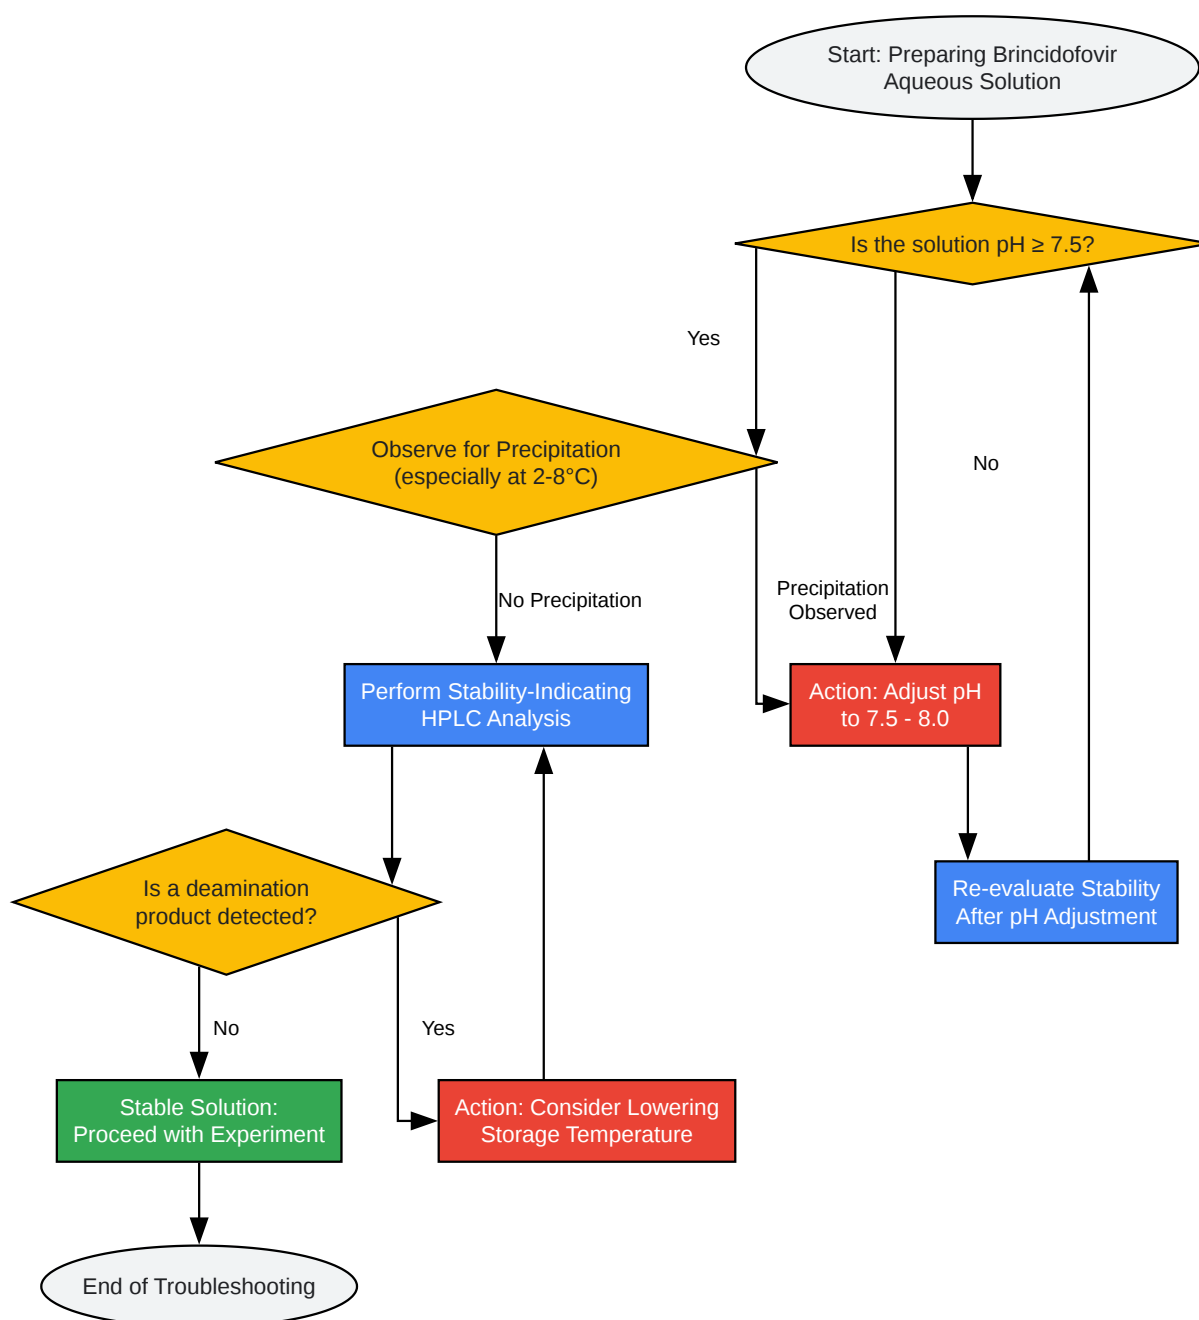 Start: Preparing Brincidofovir
Aqueous Solution
Is the solution pH ≥ 7.5?
Yes
No
Observe for Precipitation
(especially at 2-8°C)
No Precipitation
Precipitation
Observed
Perform Stability-Indicating
HPLC Analysis
Action: Adjust pH
to 7.5 - 8.0
Is a deamination
product detected?
Re-evaluate Stability
After pH Adjustment
No
Yes
Stable Solution:
Proceed with Experiment
Action: Consider Lowering
Storage Temperature
End of Troubleshooting